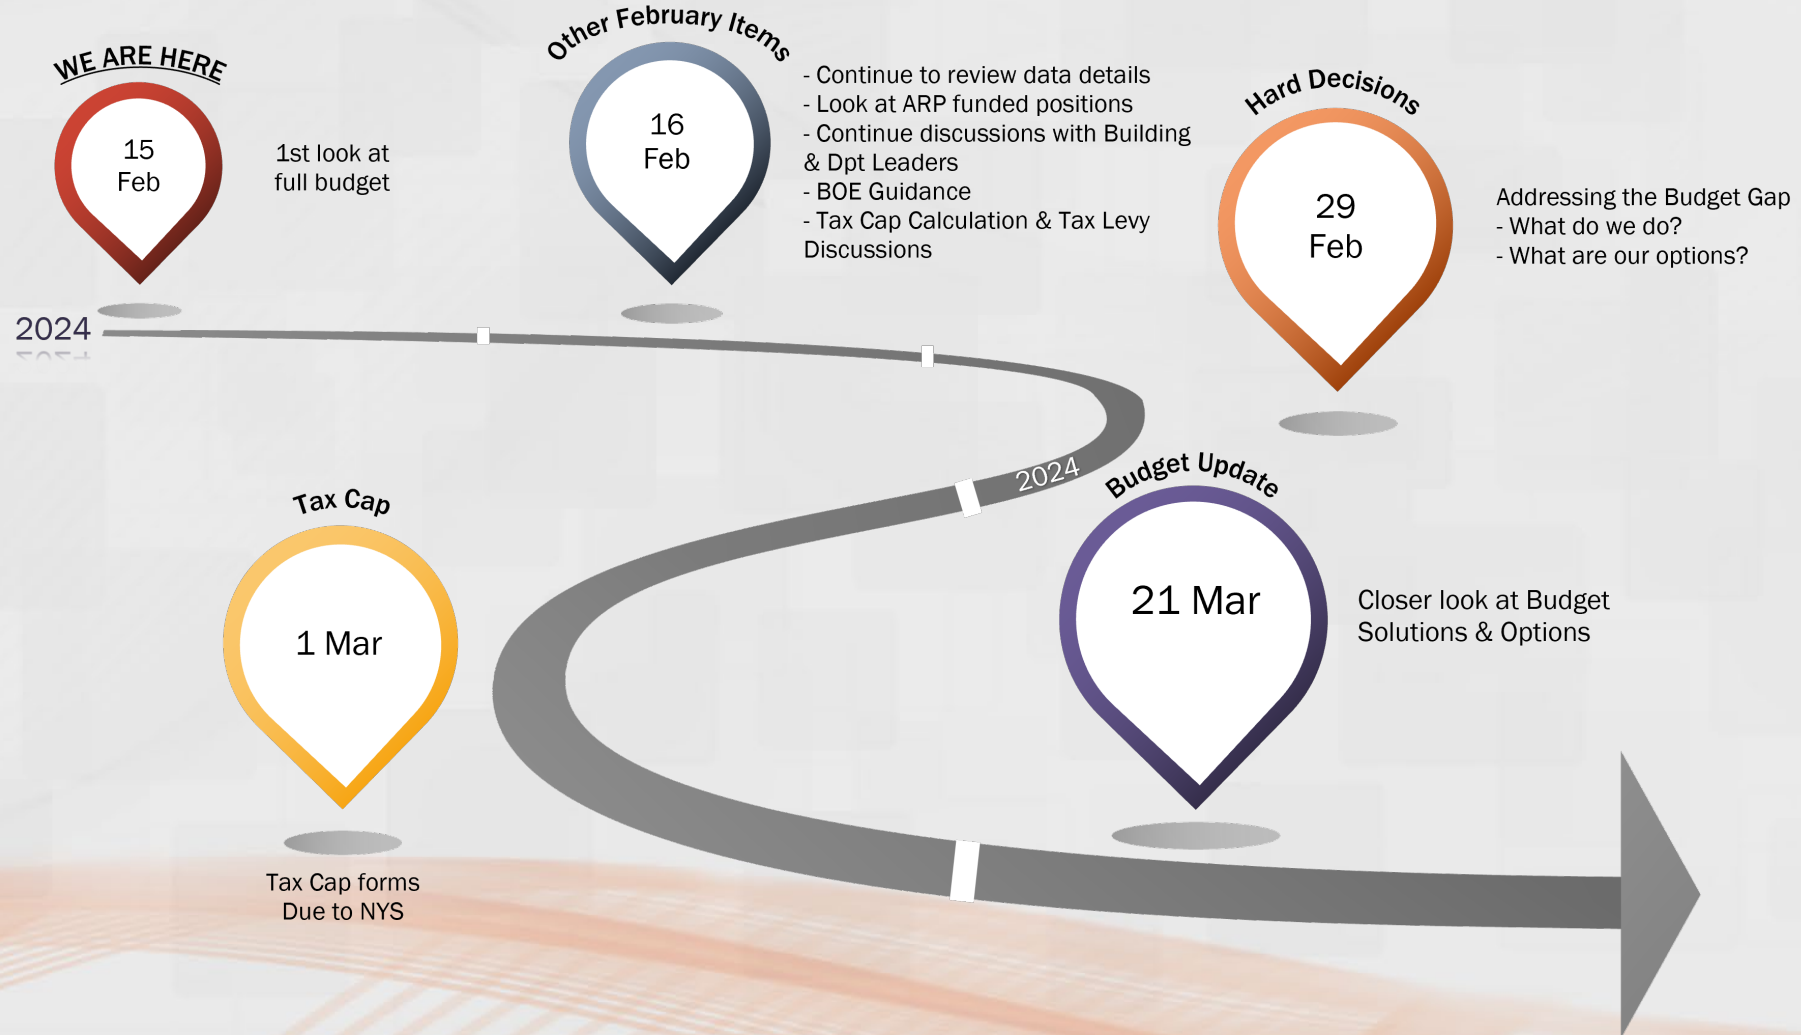 WE ARE HERE
15
Feb
1st look at
full budget
Other February Items
16
Feb
- Continue to review data details
- Look at ARP funded positions
- Continue discussions with Building
& Dpt Leaders
- BOE Guidance
- Tax Cap Calculation & Tax Levy
Discussions
Hard Decisions
29
Feb
Addressing the Budget Gap
- What do we do?
- What are our options?
2024
2024
Tax Cap
1 Mar
Tax Cap forms
Due to NYS
Budget Update
21 Mar
Closer look at Budget
Solutions & Options